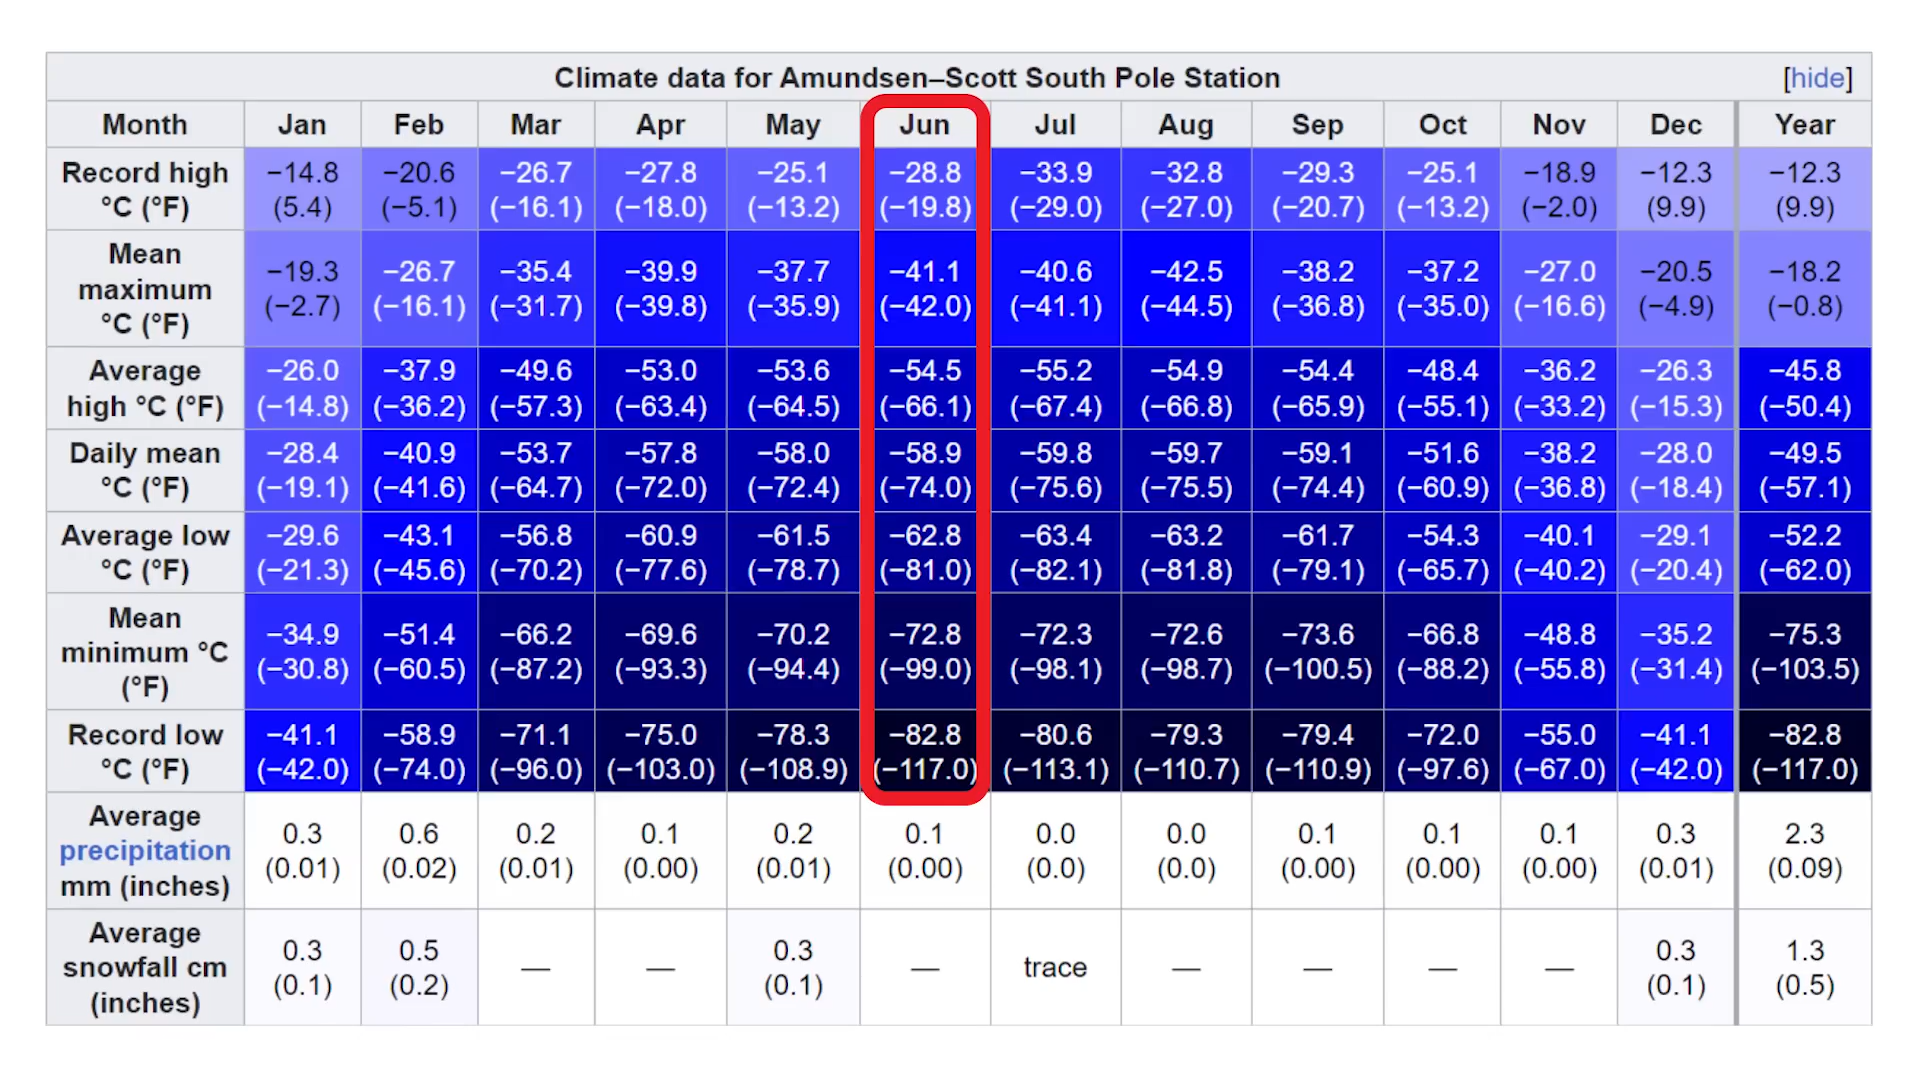 Climate data for Amundsen–Scott South Pole Station [hide]
Month Jan Feb Mar Apr May Jun Jul Aug Sep Oct Nov Dec Year
Record high −14.8 −20.6 −26.7 −27.8 −25.1 −28.8 −33.9 −32.8 −29.3 −25.1 −18.9 −12.3 −12.3
°C (°F) (5.4) (−5.1) (−16.1) (−18.0) (−13.2) (−19.8) (−29.0) (−27.0) (−20.7) (−13.2) (−2.0) (9.9) (9.9)
Mean
maximum −19.3 −26.7 −35.4 −39.9 −37.7 −41.1 −40.6 −42.5 −38.2 −37.2 −27.0 −20.5 −18.2
°C (°F) (−2.7) (−16.1) (−31.7) (−39.8) (−35.9) (−42.0) (−41.1) (−44.5) (−36.8) (−35.0) (−16.6) (−4.9) (−0.8)
Average −26.0 −37.9 −49.6 −53.0 −53.6 −54.5 −55.2 −54.9 −54.4 −48.4 −36.2 −26.3 −45.8
high °C (°F) (−14.8) (−36.2) (−57.3) (−63.4) (−64.5) (−66.1) (−67.4) (−66.8) (−65.9) (−55.1) (−33.2) (−15.3) (−50.4)
Daily mean −28.4 −40.9 −53.7 −57.8 −58.0 −58.9 −59.8 −59.7 −59.1 −51.6 −38.2 −28.0 −49.5
°C (°F) (−19.1) (−41.6) (−64.7) (−72.0) (−72.4) (−74.0) (−75.6) (−75.5) (−74.4) (−60.9) (−36.8) (−18.4) (−57.1)
Average low −29.6 −43.1 −56.8 −60.9 −61.5 −62.8 −63.4 −63.2 −61.7 −54.3 −40.1 −29.1 −52.2
°C (°F) (−21.3) (−45.6) (−70.2) (−77.6) (−78.7) (−81.0) (−82.1) (−81.8) (−79.1) (−65.7) (−40.2) (−20.4) (−62.0)
Mean
minimum °C −34.9 −51.4 −66.2 −69.6 −70.2 −72.8 −72.3 −72.6 −73.6 −66.8 −48.8 −35.2 −75.3
(°F) (−30.8) (−60.5) (−87.2) (−93.3) (−94.4) (−99.0) (−98.1) (−98.7) (−100.5) (−88.2) (−55.8) (−31.4) (−103.5)
Record low −41.1 −58.9 −71.1 −75.0 −78.3 −82.8 −80.6 −79.3 −79.4 −72.0 −55.0 −41.1 −82.8
°C (°F) (−42.0) (−74.0) (−96.0) (−103.0) (−108.9) (−117.0) (−113.1) (−110.7) (−110.9) (−97.6) (−67.0) (−42.0) (−117.0)
Average
precipitation 0.3 0.6 0.2 0.1 0.2 0.1 0.0 0.0 0.1 0.1 0.1 0.3 2.3
mm (inches) (0.01) (0.02) (0.01) (0.00) (0.01) (0.00) (0.0) (0.0) (0.00) (0.00) (0.00) (0.01) (0.09)
Average
snowfall cm 0.3 0.5 — — 0.3 — trace — — — — 0.3 1.3
(inches) (0.1) (0.2) (0.1) (0.1) (0.5)